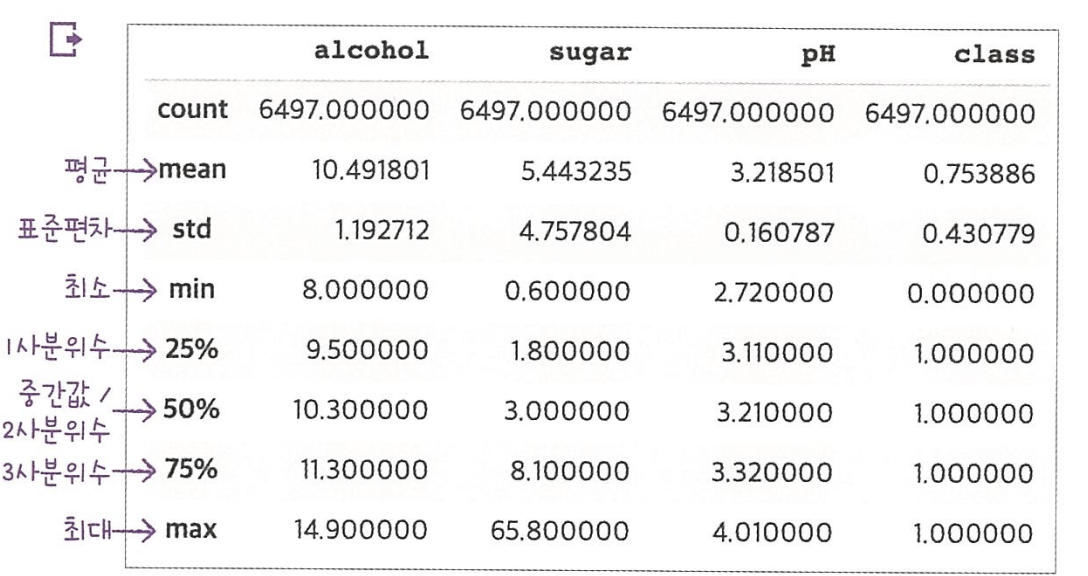 alcohol sugar pH class
count 6497.000000 6497.000000 6497.000000 6497.000000
평균 mean 10.491801 5.443235 3.218501 0.753886
표준편차 std 1.192712 4.757804 0.160787 0.430779
최소 min 8.000000 0.600000 2.720000 0.000000
1사분위수 25% 9.500000 1.800000 3.110000 1.000000
중간값 /
2사분위수 50% 10.300000 3.000000 3.210000 1.000000
3사분위수 75% 11.300000 8.100000 3.320000 1.000000
최대 max 14.900000 65.800000 4.010000 1.000000